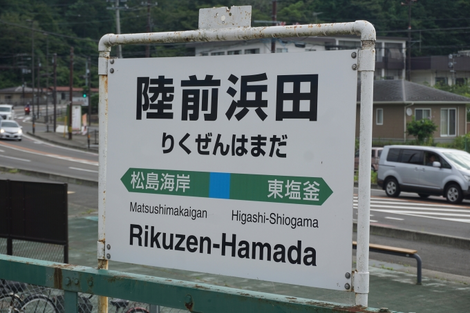 陸前浜田
りくぜんはまだ
松島海岸 東塩釜
Matsushimakaigan Higashi-Shiogama
Rikuzen-Hamada